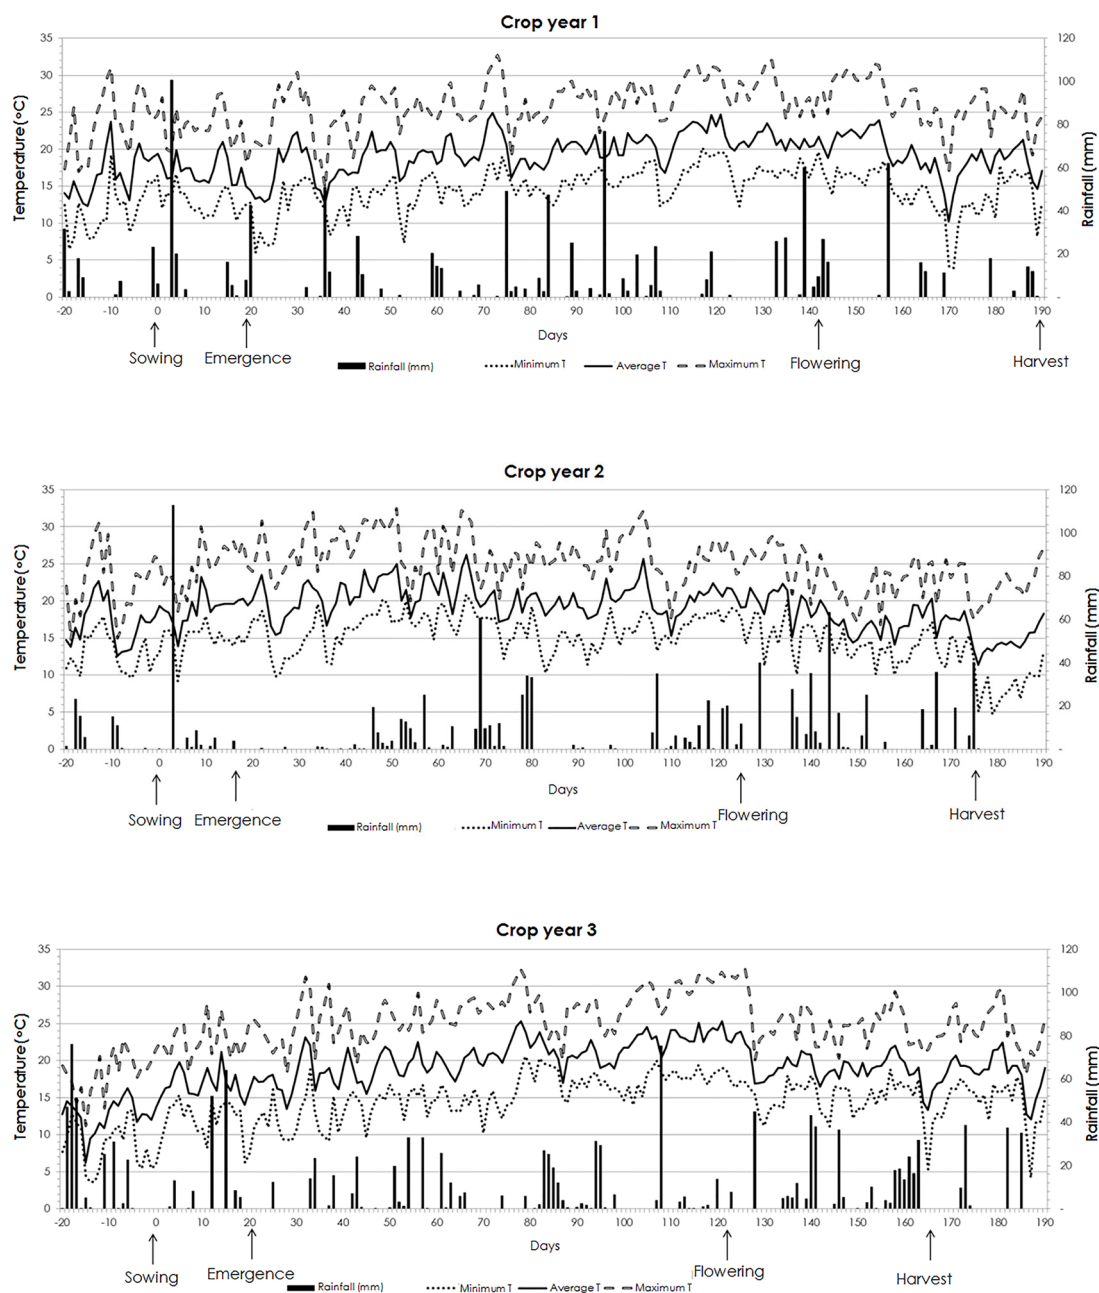 Crop year 1
35
30
25
20
15
10
5
0
Temperature (°C)
120
100
80
60
40
20
-
Rainfall (mm)
-20 -10 0 10 20 30 40 50 60 70 80 90 100 110 120 130 140 150 160 170 180 190
Days
Sowing Emergence Flowering Harvest
Rainfall (mm) Minimum T Average T Maximum T
Crop year 2
35
30
25
20
15
10
5
0
Temperature (°C)
120
100
80
60
40
20
-
Rainfall (mm)
-20 -10 0 10 20 30 40 50 60 70 80 90 100 110 120 130 140 150 160 170 180 190
Days
Sowing Emergence Flowering Harvest
Rainfall (mm) Minimum T Average T Maximum T
Crop year 3
35
30
25
20
15
10
5
0
Temperature (°C)
120
100
80
60
40
20
-
Rainfall (mm)
-20 -10 0 10 20 30 40 50 60 70 80 90 100 110 120 130 140 150 160 170 180 190
Days
Sowing Emergence Flowering Harvest
Rainfall (mm) Minimum T Average T Maximum T